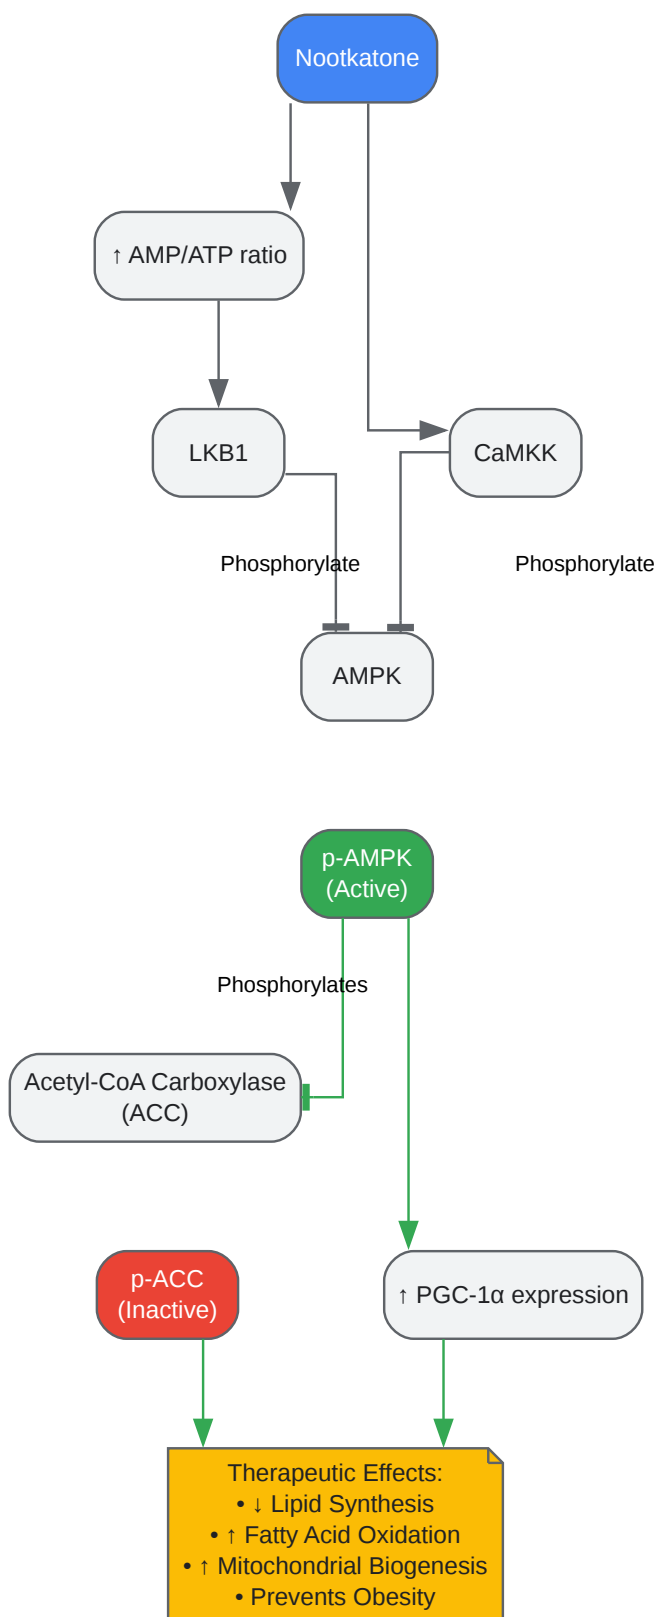 Nootkatone
↑ AMP/ATP ratio
LKB1
CaMKK
Phosphorylate
Phosphorylate
AMPK
p-AMPK
(Active)
Phosphorylates
Acetyl-CoA Carboxylase
(ACC)
p-ACC
(Inactive)
↑ PGC-1α expression
Therapeutic Effects:
• ↓ Lipid Synthesis
• ↑ Fatty Acid Oxidation
• ↑ Mitochondrial Biogenesis
• Prevents Obesity